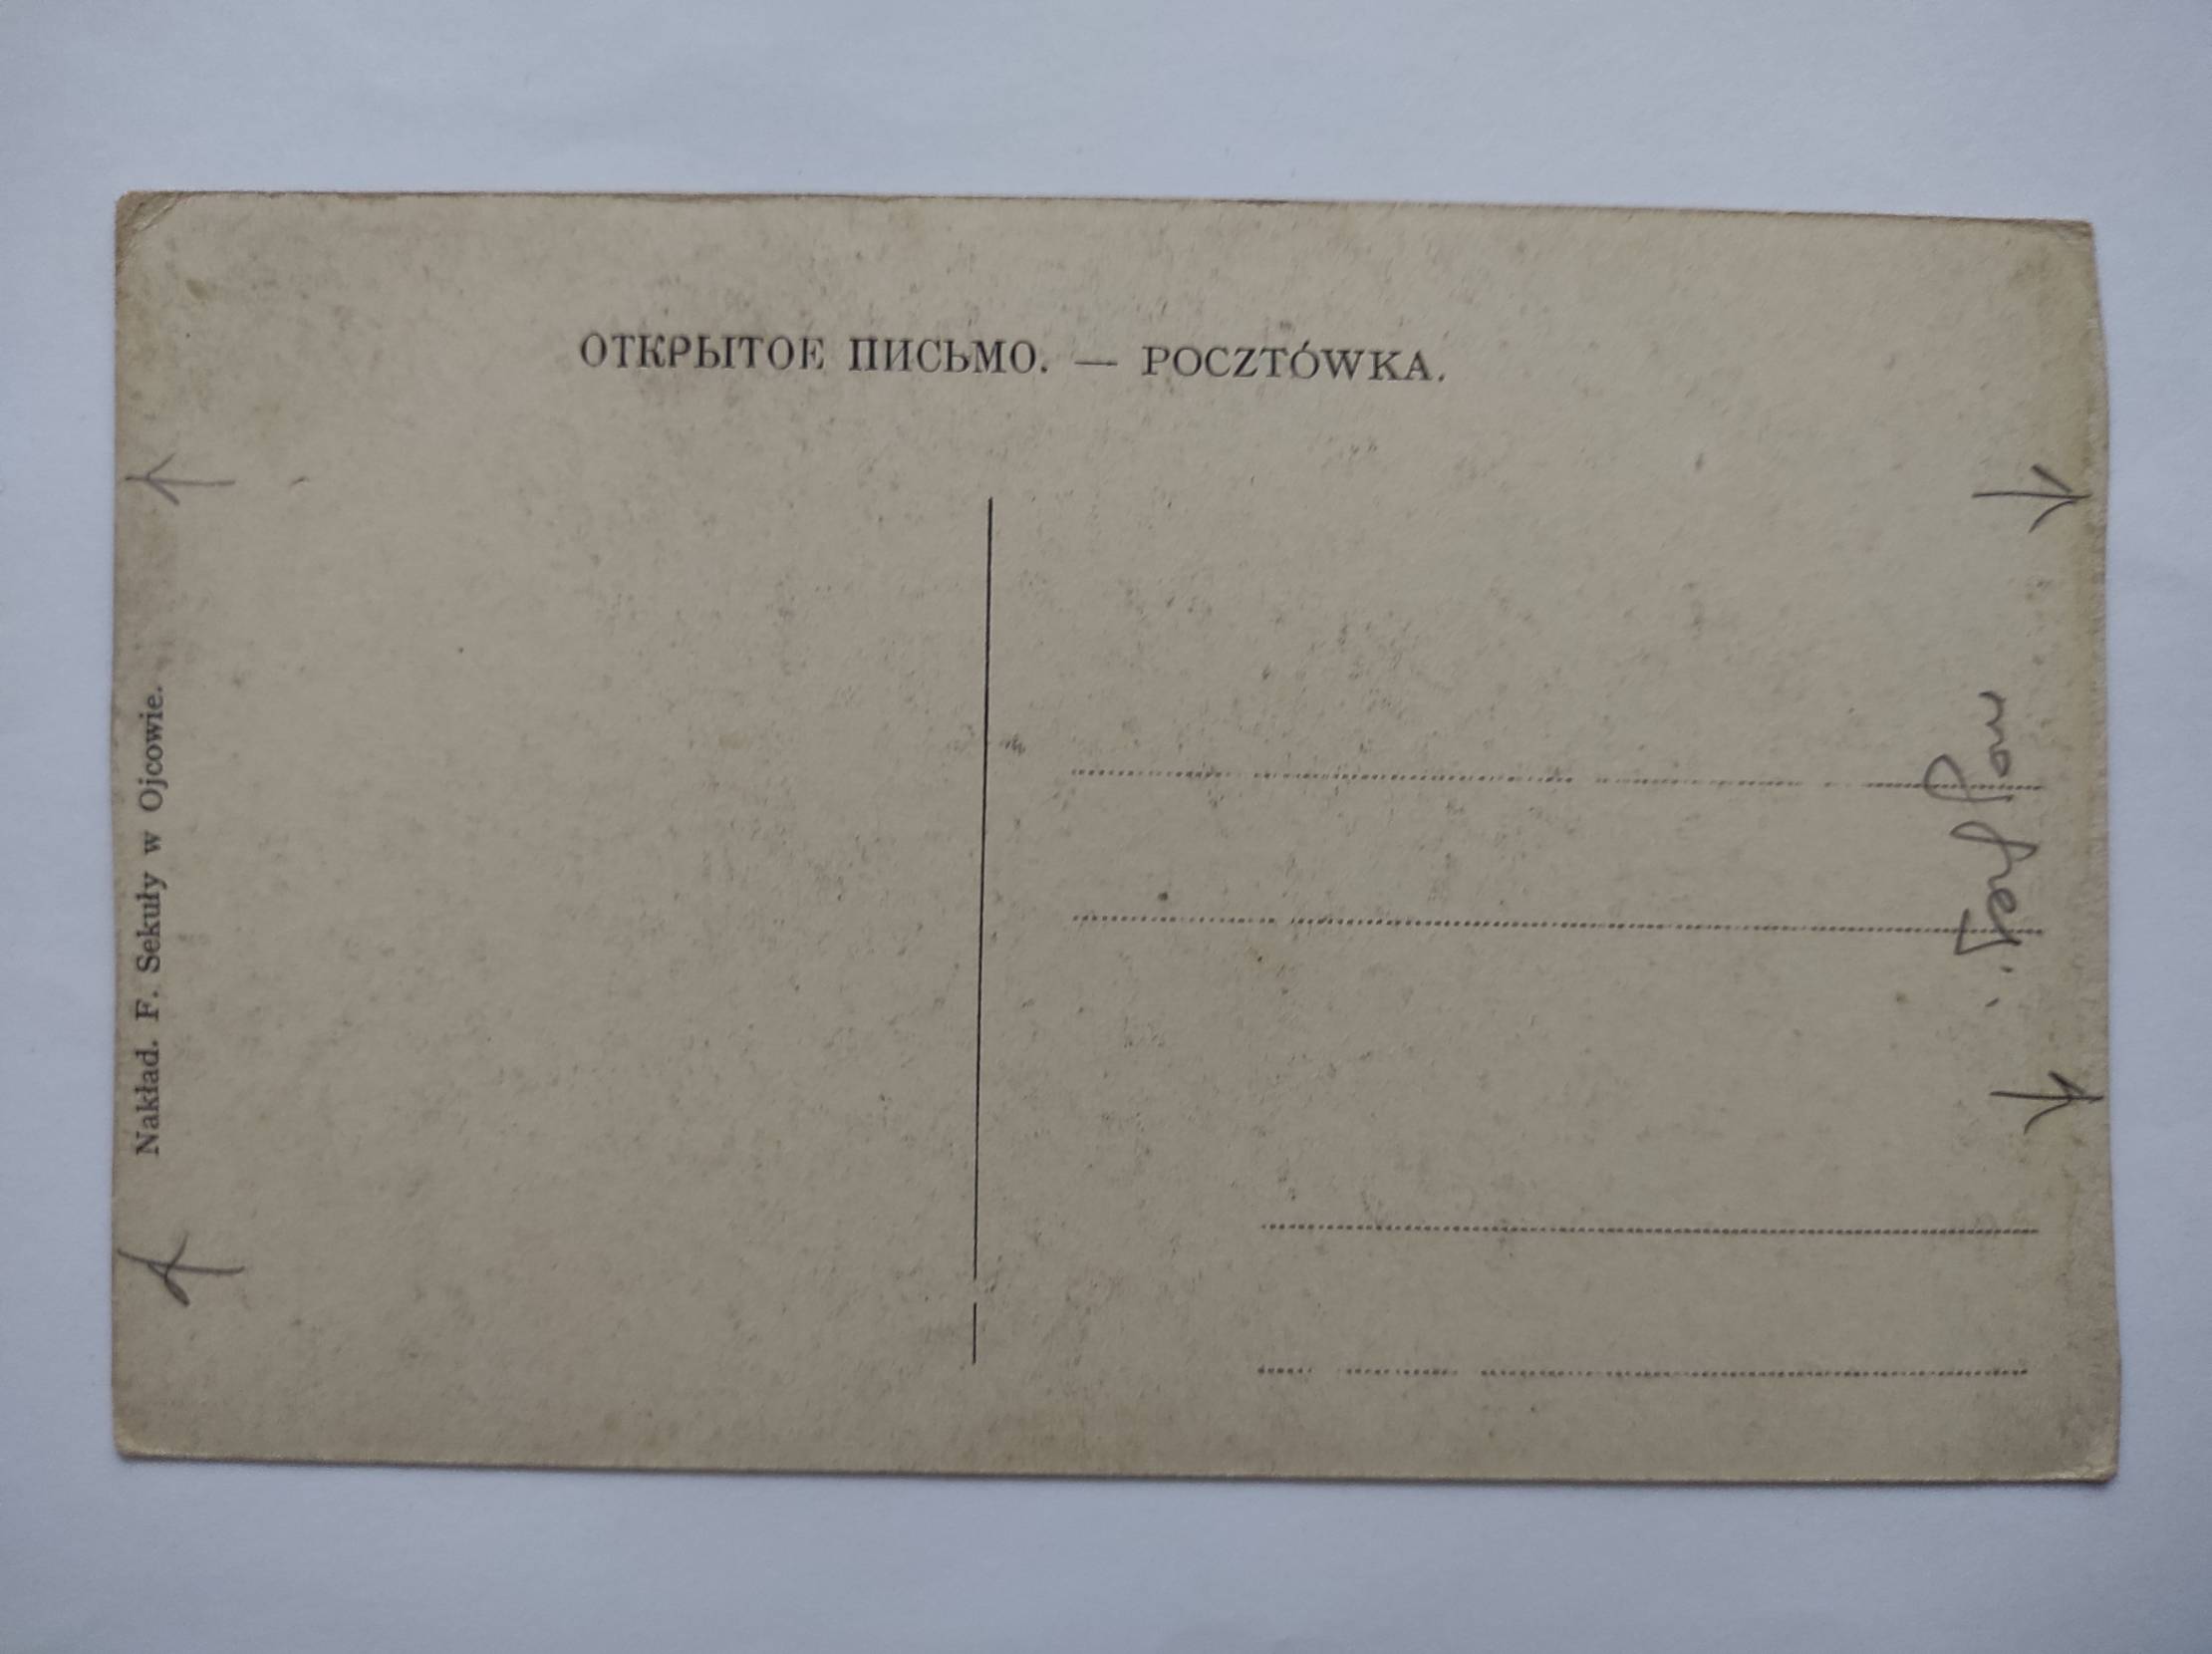 ОТКРЫТОЕ ПИСЬМО. — POCZTÓWKA.
Nakład. F. Sekuły w Ojcowie.